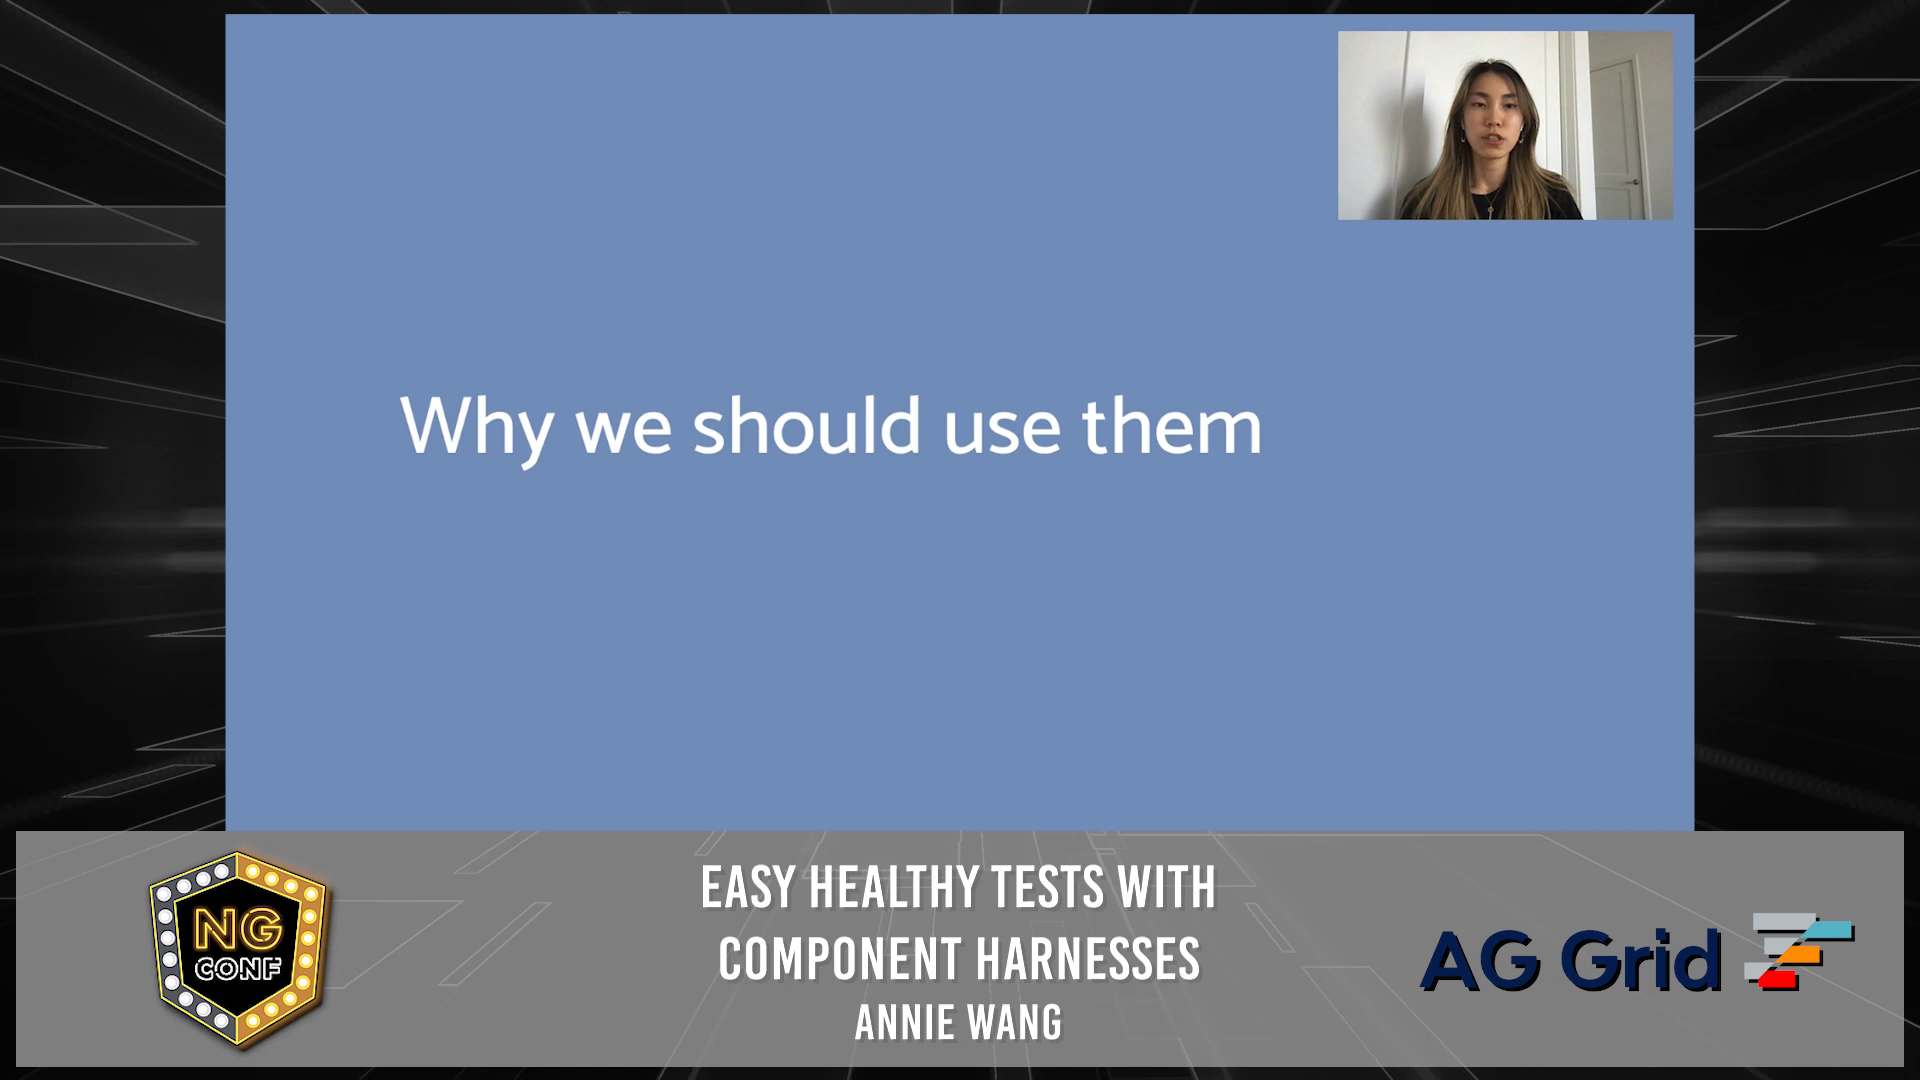 Why we should use them
EASY HEALTHY TESTS WITH
COMPONENT HARNESSES
ANNIE WANG
NG
CONF
AG Grid